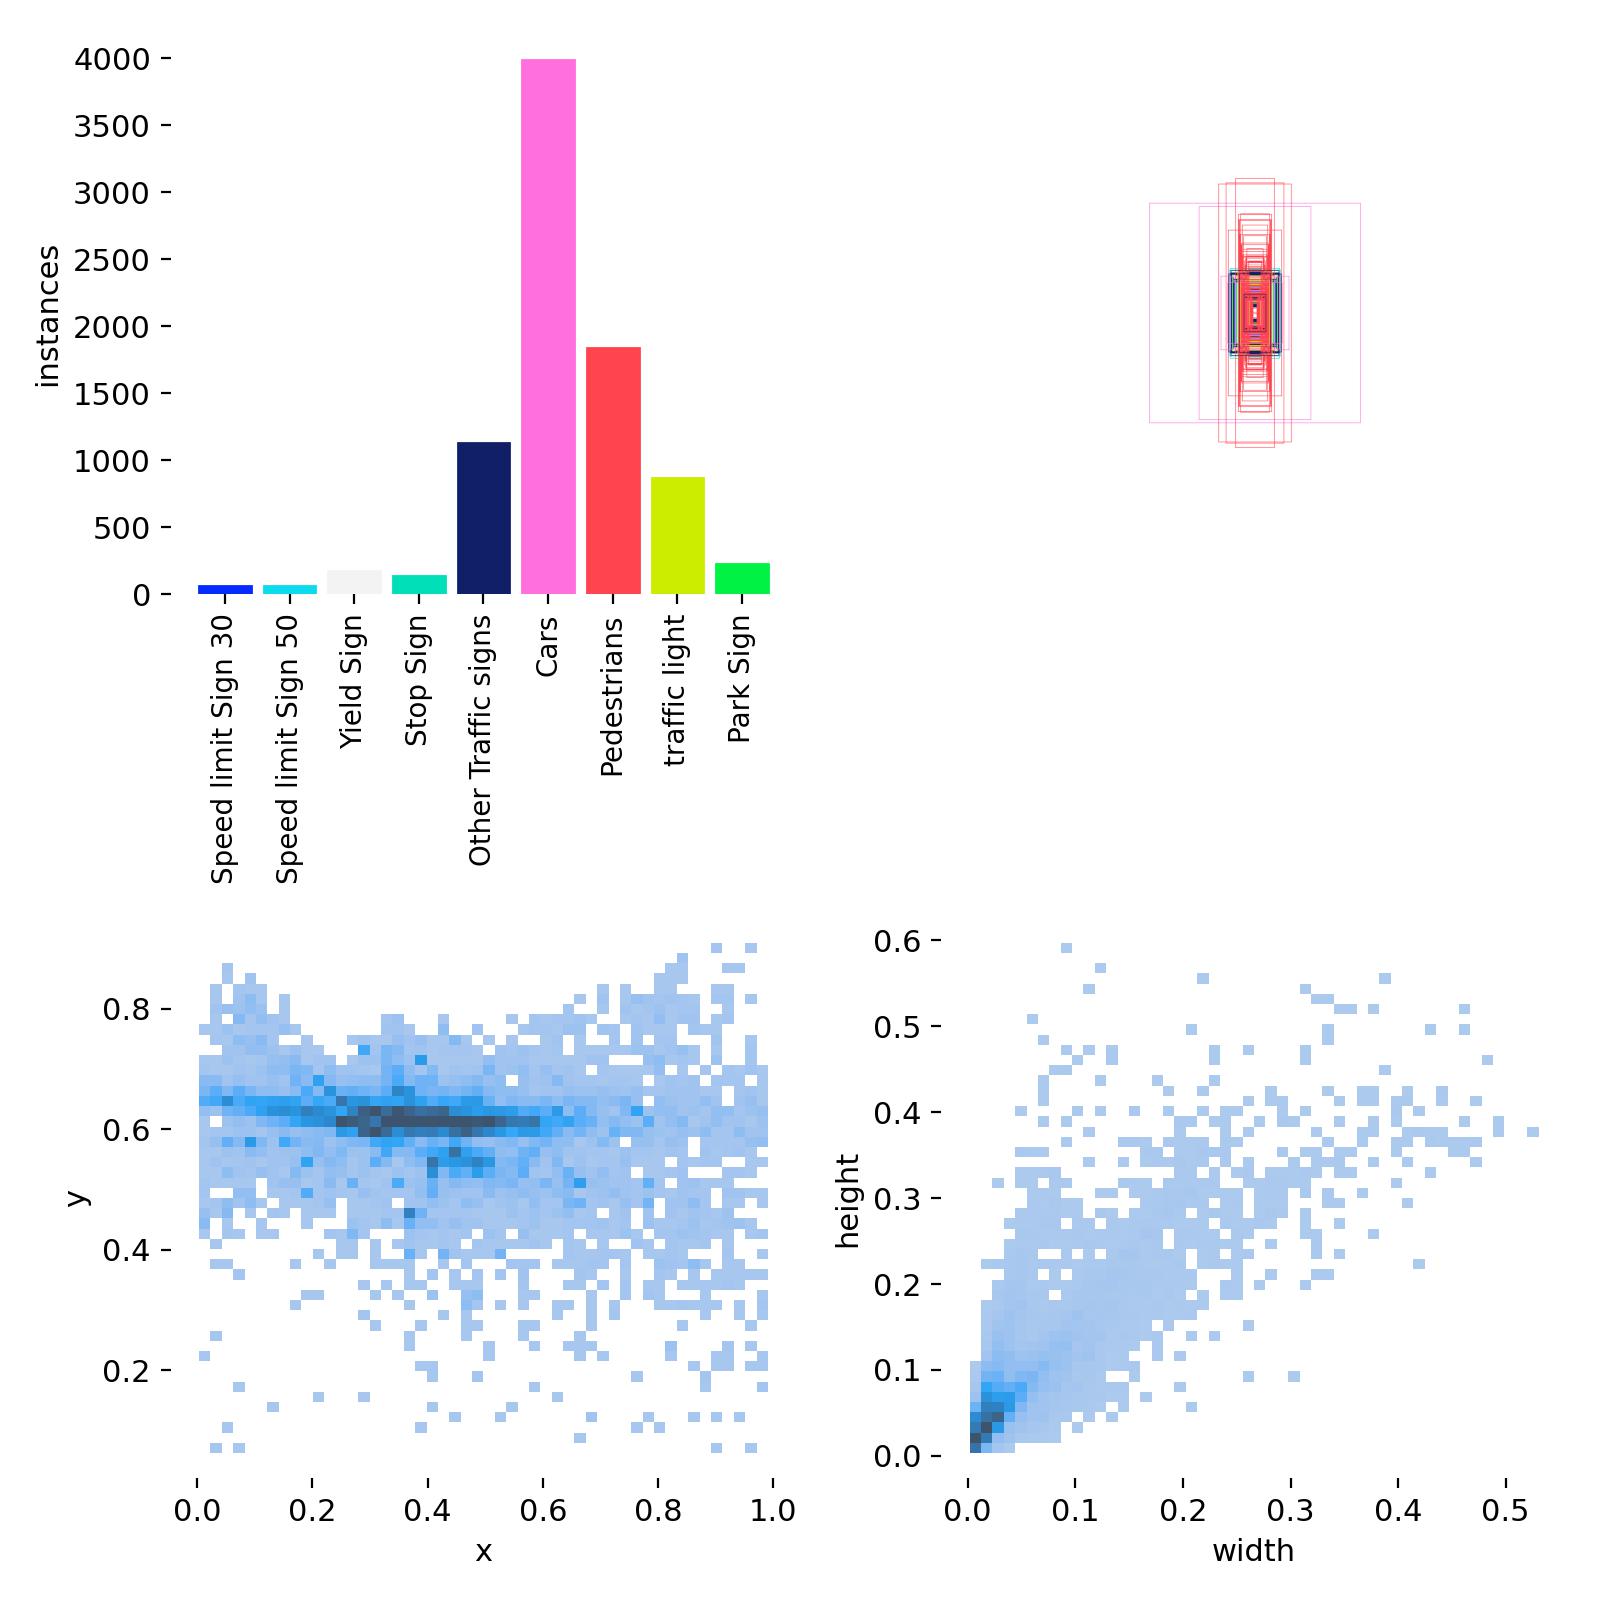 4000
3500
3000
2500
2000
1500
1000
500
0
instances
Speed limit Sign 30
Speed limit Sign 50
Yield Sign
Stop Sign
Other Traffic signs
Cars
Pedestrians
traffic light
Park Sign
0.8
0.6
0.4
0.2
y
0.0 0.2 0.4 0.6 0.8 1.0
x
0.6
0.5
0.4
0.3
0.2
0.1
0.0
height
0.0 0.1 0.2 0.3 0.4 0.5
width